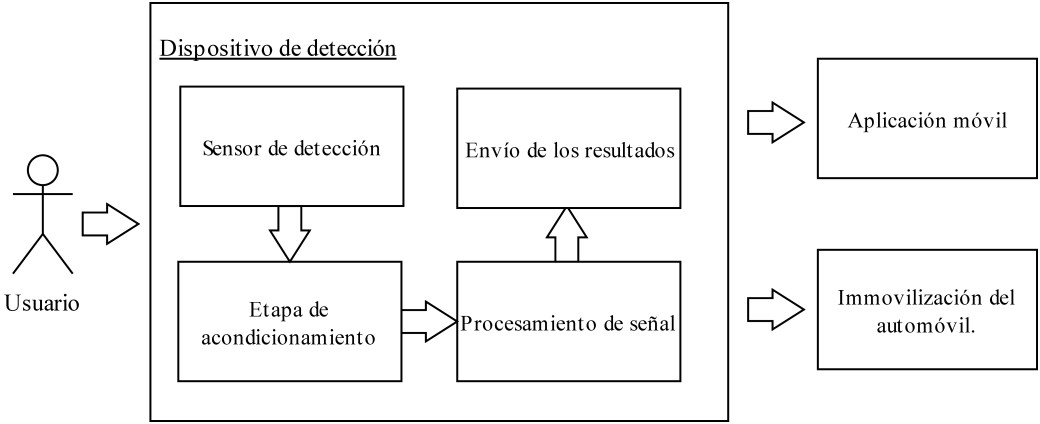 Dispositivo de detección
Sensor de detección
Envío de los resultados
Aplicación móvil
Usuario
Etapa de
acondicionamiento
Procesamiento de señal
Immovilización del
automóvil.